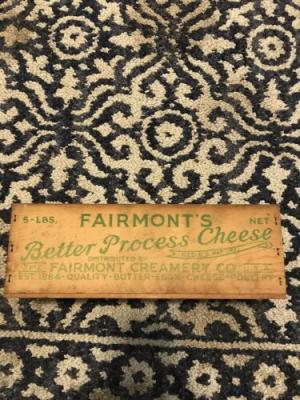 5-LBS. FAIRMONT'S NET
Better Process Cheese
DISTRIBUTED BY
THE FAIRMONT CREAMERY CO. U.S.A.
EST. 1884-QUALITY-BUTTER-EGGS-CHEESE-POULTRY